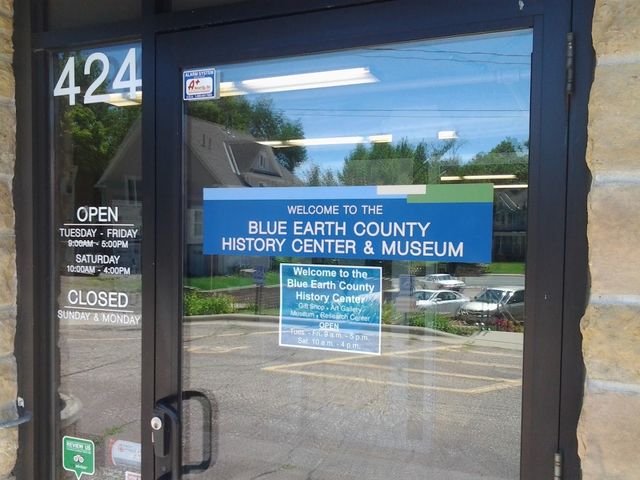 424
ALARM SYSTEM
A+
WELCOME TO THE
BLUE EARTH COUNTY
HISTORY CENTER & MUSEUM
OPEN
TUESDAY - FRIDAY
9:00AM - 5:00PM
SATURDAY
10:00AM - 4:00PM
CLOSED
SUNDAY & MONDAY
Welcome to the
Blue Earth County
History Center
Gift Shop • Art Gallery
Museum • Research Center
OPEN
Tues. - Fri. 9 a.m. - 5 p.m.
Sat. 10 a.m. - 4 p.m.
REVIEW US